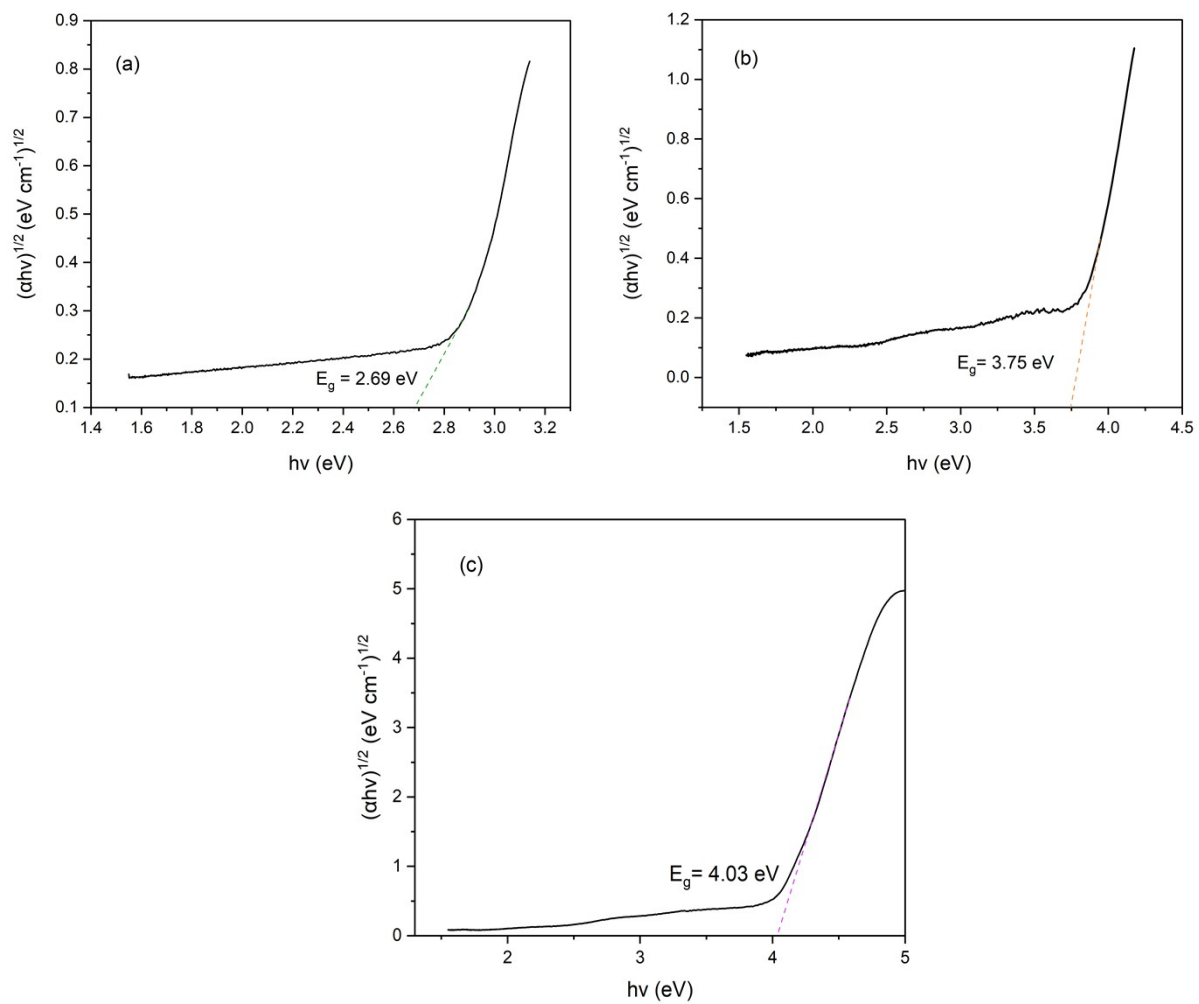 (a)
0.9
0.8
0.7
0.6
0.5
0.4
0.3
0.2
0.1
(αhν)1/2 (eV cm-1)1/2
Eg = 2.69 eV
1.4 1.6 1.8 2.0 2.2 2.4 2.6 2.8 3.0 3.2
hν (eV)
(b)
1.2
1.0
0.8
0.6
0.4
0.2
0.0
(αhν)1/2 (eV cm-1)1/2
Eg= 3.75 eV
1.5 2.0 2.5 3.0 3.5 4.0 4.5
hν (eV)
(c)
6
5
4
3
2
1
0
(αhν)1/2 (eV cm-1)1/2
Eg= 4.03 eV
2 3 4 5
hν (eV)